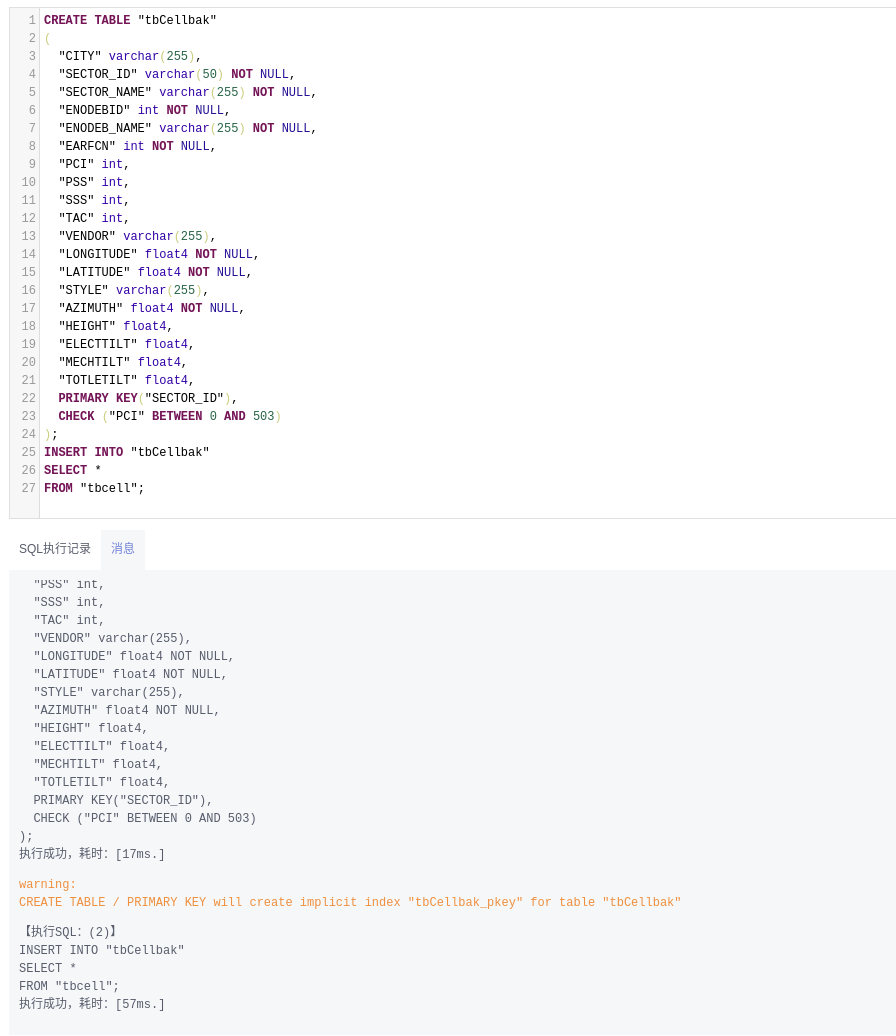 1 CREATE TABLE "tbCellbak"
2 (
3   "CITY" varchar(255),
4   "SECTOR_ID" varchar(50) NOT NULL,
5   "SECTOR_NAME" varchar(255) NOT NULL,
6   "ENODEBID" int NOT NULL,
7   "ENODEB_NAME" varchar(255) NOT NULL,
8   "EARFCN" int NOT NULL,
9   "PCI" int,
10   "PSS" int,
11   "SSS" int,
12   "TAC" int,
13   "VENDOR" varchar(255),
14   "LONGITUDE" float4 NOT NULL,
15   "LATITUDE" float4 NOT NULL,
16   "STYLE" varchar(255),
17   "AZIMUTH" float4 NOT NULL,
18   "HEIGHT" float4,
19   "ELECTTILT" float4,
20   "MECHTILT" float4,
21   "TOTLETILT" float4,
22   PRIMARY KEY("SECTOR_ID"),
23   CHECK ("PCI" BETWEEN 0 AND 503)
24 );
25 INSERT INTO "tbCellbak"
26 SELECT *
27 FROM "tbcell";
SQL执行记录 消息
  "PSS" int,
  "SSS" int,
  "TAC" int,
  "VENDOR" varchar(255),
  "LONGITUDE" float4 NOT NULL,
  "LATITUDE" float4 NOT NULL,
  "STYLE" varchar(255),
  "AZIMUTH" float4 NOT NULL,
  "HEIGHT" float4,
  "ELECTTILT" float4,
  "MECHTILT" float4,
  "TOTLETILT" float4,
  PRIMARY KEY("SECTOR_ID"),
  CHECK ("PCI" BETWEEN 0 AND 503)
);
执行成功，耗时：[17ms.]
warning:
CREATE TABLE / PRIMARY KEY will create implicit index "tbCellbak_pkey" for table "tbCellbak"
【执行SQL：(2)】
INSERT INTO "tbCellbak"
SELECT *
FROM "tbcell";
执行成功，耗时：[57ms.]